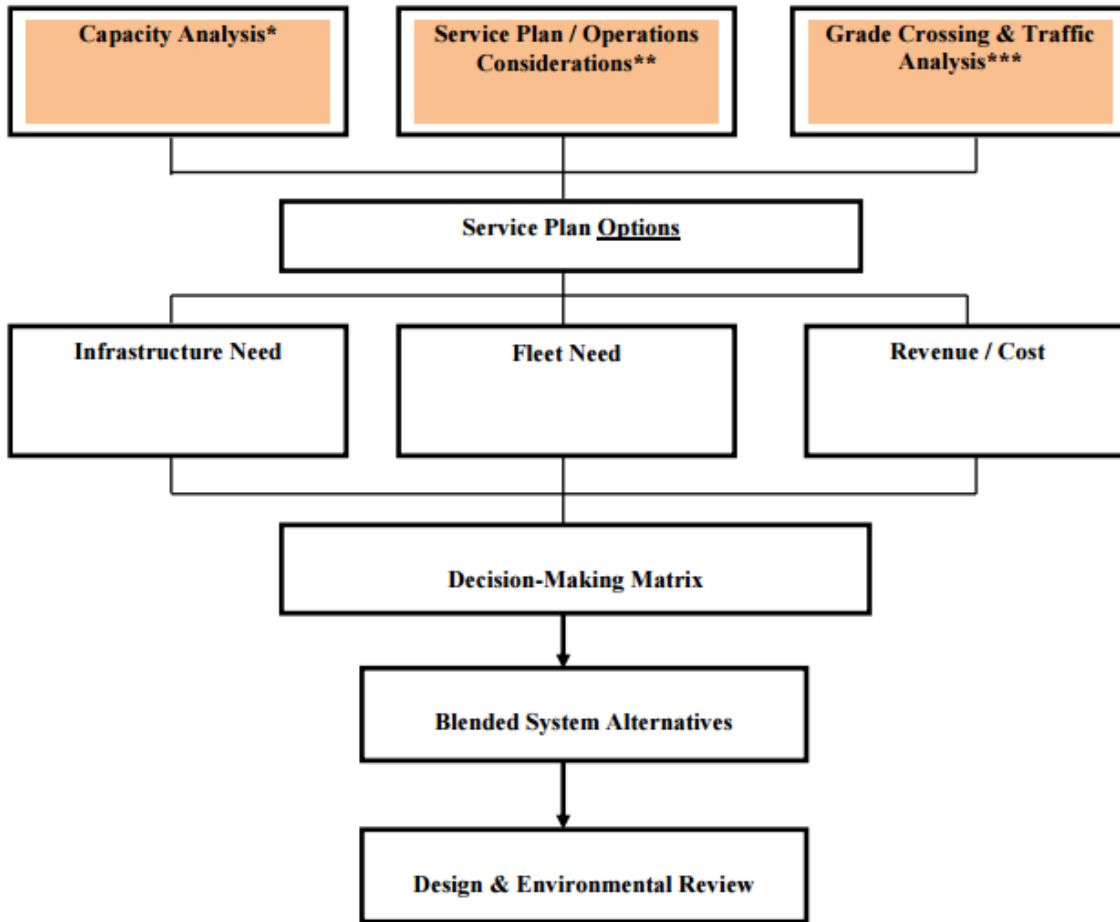 Capacity Analysis*
Service Plan / Operations
Considerations**
Grade Crossing & Traffic
Analysis***
Service Plan Options
Infrastructure Need
Fleet Need
Revenue / Cost
Decision-Making Matrix
Blended System Alternatives
Design & Environmental Review